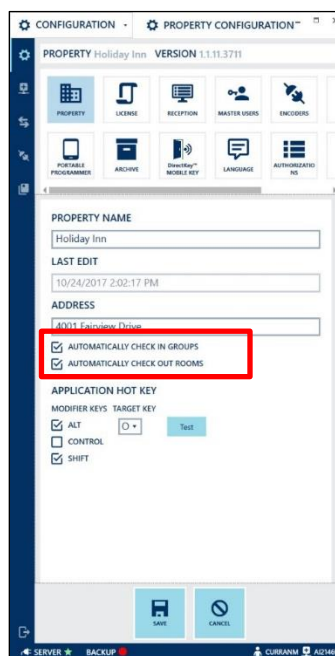 CONFIGURATION - PROPERTY CONFIGURATION
PROPERTY Holiday Inn VERSION 1.1.11.3711
PROPERTY LICENSE RECEPTION MASTER USERS ENCODERS
PORTABLE PROGRAMMER ARCHIVE DirectKey™ MOBILE KEY LANGUAGE AUTHORIZATIO NS
PROPERTY NAME
Holiday Inn
LAST EDIT
10/24/2017 2:02:17 PM
ADDRESS
4001 Fairview Drive
AUTOMATICALLY CHECK IN GROUPS
AUTOMATICALLY CHECK OUT ROOMS
APPLICATION HOT KEY
MODIFIER KEYS TARGET KEY
ALT O Test
CONTROL
SHIFT
SAVE CANCEL
SERVER BACKUP CURRANM AI2146